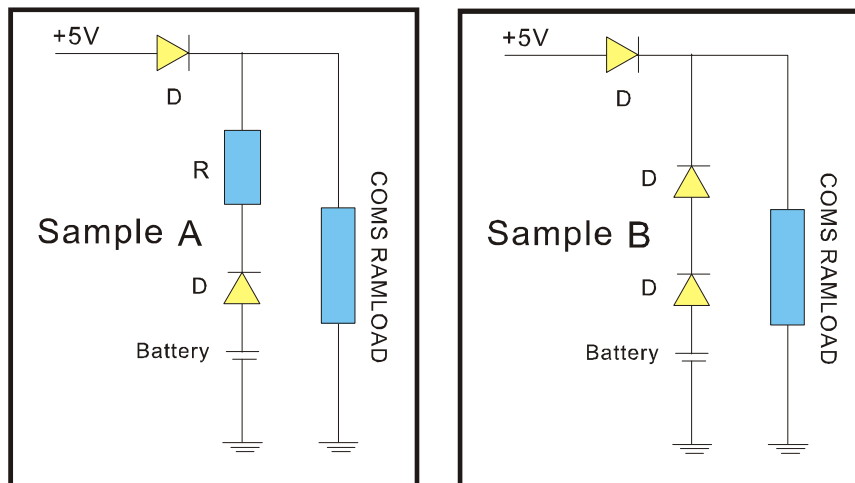 +5V
D
R
Sample A
D
Battery
COMS RAMLOAD
+5V
D
D
Sample B
D
Battery
COMS RAMLOAD